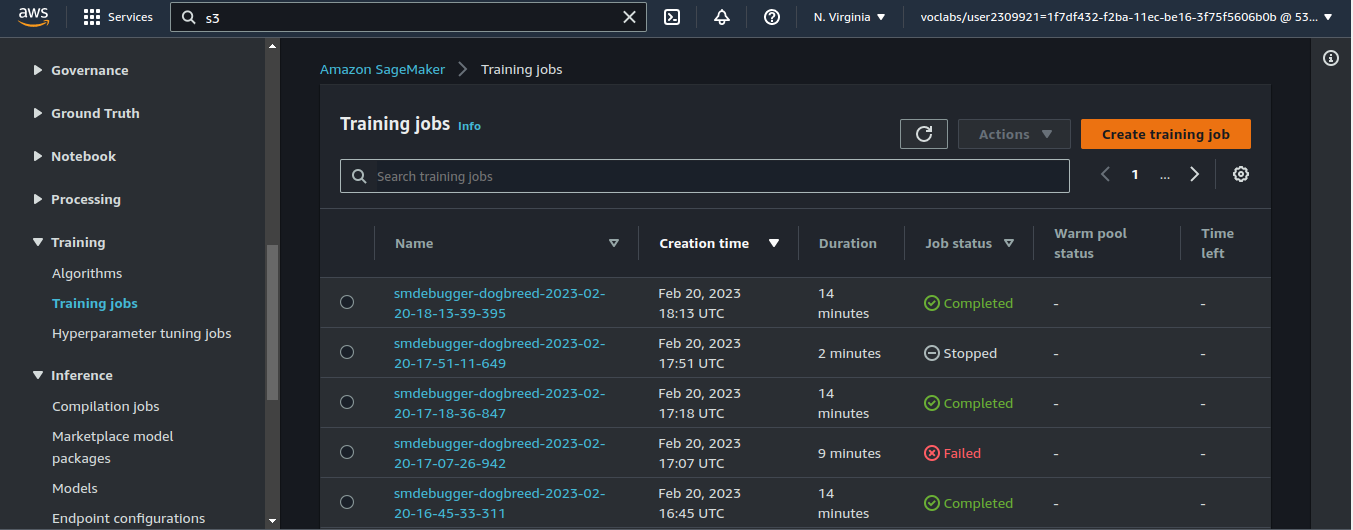 aws
Services
s3
N. Virginia
voclabs/user2309921=1f7df432-f2ba-11ec-be16-3f75f5606b0b @ 53...
Governance
Ground Truth
Notebook
Processing
Training
Algorithms
Training jobs
Hyperparameter tuning jobs
Inference
Compilation jobs
Marketplace model
packages
Models
Endpoint configurations
Amazon SageMaker
Training jobs
Training jobs Info
Actions
Create training job
Search training jobs
1 ...
Name Creation time Duration Job status Warm pool Time
status left
smdebugger-dogbreed-2023-02- Feb 20, 2023 14
20-18-13-39-395 18:13 UTC minutes Completed - -
smdebugger-dogbreed-2023-02- Feb 20, 2023
20-17-51-11-649 17:51 UTC 2 minutes Stopped - -
smdebugger-dogbreed-2023-02- Feb 20, 2023 14
20-17-18-36-847 17:18 UTC minutes Completed - -
smdebugger-dogbreed-2023-02- Feb 20, 2023
20-17-07-26-942 17:07 UTC 9 minutes Failed - -
smdebugger-dogbreed-2023-02- Feb 20, 2023 14
20-16-45-33-311 16:45 UTC minutes Completed - -